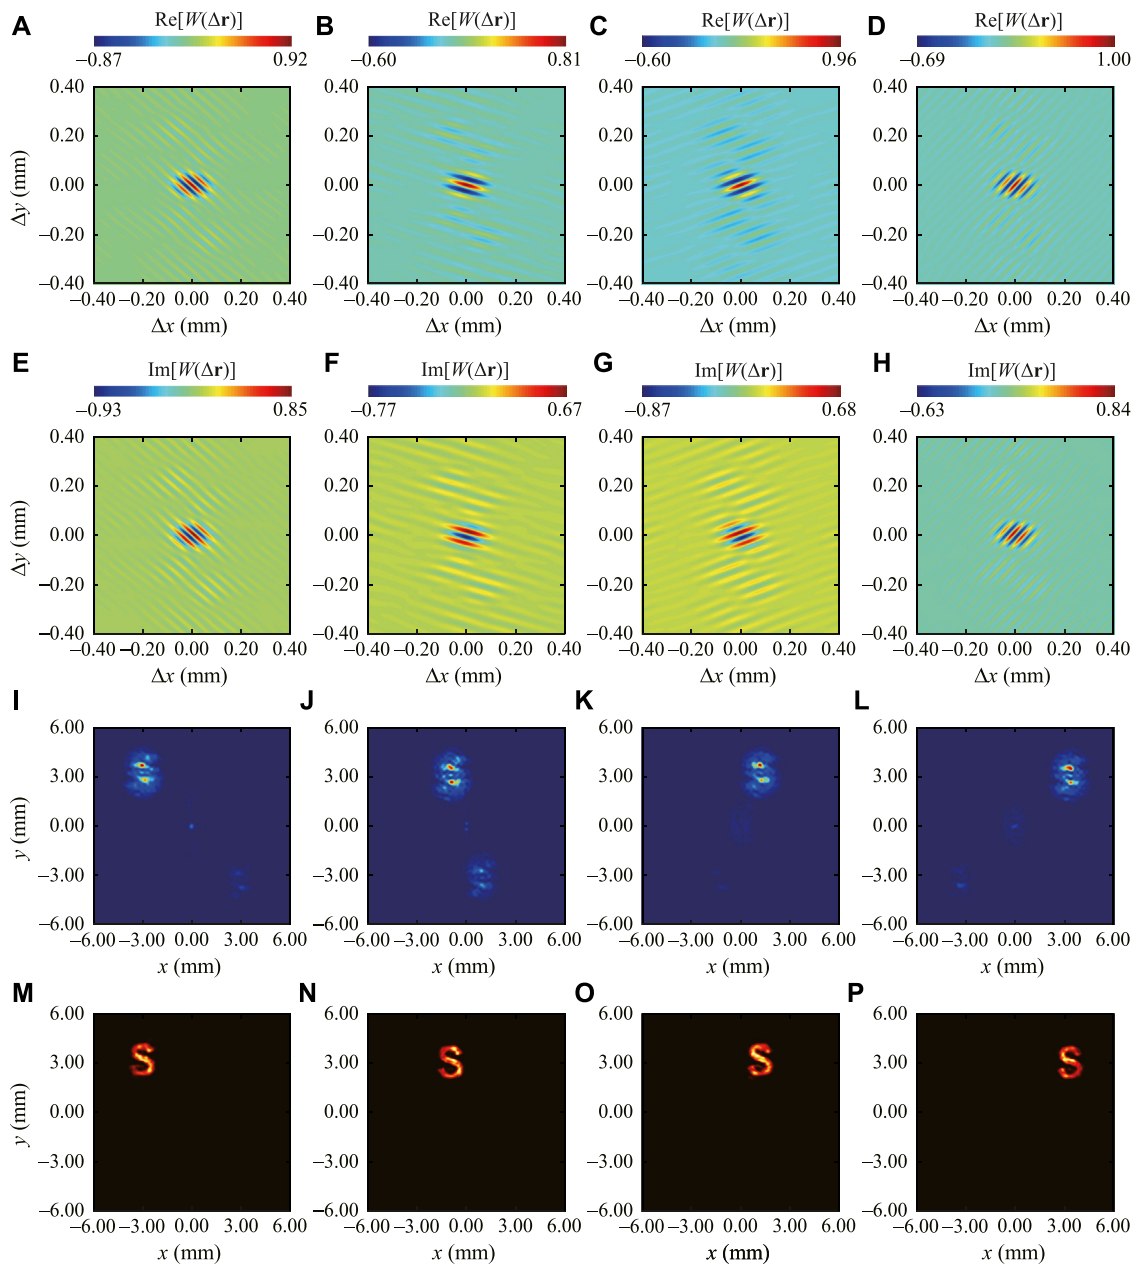 A Re[W(Δr)] B Re[W(Δr)] C Re[W(Δr)] D Re[W(Δr)]
−0.87 0.92 −0.60 0.81 −0.60 0.96 −0.69 1.00
0.40 0.40 0.40 0.40
0.20 0.20 0.20 0.20
Δy (mm) 0.00 0.00 0.00 0.00
−0.20 −0.20 −0.20 −0.20
−0.40 −0.40 −0.40 −0.40
−0.40 −0.20 0.00 0.20 0.40 −0.40 −0.20 0.00 0.20 0.40 −0.40 −0.20 0.00 0.20 0.40 −0.40 −0.20 0.00 0.20 0.40
Δx (mm) Δx (mm) Δx (mm) Δx (mm)
E Im[W(Δr)] F Im[W(Δr)] G Im[W(Δr)] H Im[W(Δr)]
−0.93 0.85 −0.77 0.67 −0.87 0.68 −0.63 0.84
0.40 0.40 0.40 0.40
0.20 0.20 0.20 0.20
Δy (mm) 0.00 0.00 0.00 0.00
−0.20 −0.20 −0.20 −0.20
−0.40 −0.40 −0.40 −0.40
−0.40 −0.20 0.00 0.20 0.40 −0.40 −0.20 0.00 0.20 0.40 −0.40 −0.20 0.00 0.20 0.40 −0.40 −0.20 0.00 0.20 0.40
Δx (mm) Δx (mm) Δx (mm) Δx (mm)
I J K L
6.00 6.00 6.00 6.00
3.00 3.00 3.00 3.00
y (mm) 0.00 0.00 0.00 0.00
−3.00 −3.00 −3.00 −3.00
−6.00 −6.00 −6.00 −6.00
−6.00 −3.00 0.00 3.00 6.00 −6.00 −3.00 0.00 3.00 6.00 −6.00 −3.00 0.00 3.00 6.00 −6.00 −3.00 0.00 3.00 6.00
x (mm) x (mm) x (mm) x (mm)
M N O P
6.00 6.00 6.00 6.00
3.00 S 3.00 S 3.00 S 3.00 S
y (mm) 0.00 0.00 0.00 0.00
−3.00 −3.00 −3.00 −3.00
−6.00 −6.00 −6.00 −6.00
−6.00 −3.00 0.00 3.00 6.00 −6.00 −3.00 0.00 3.00 6.00 −6.00 −3.00 0.00 3.00 6.00 −6.00 −3.00 0.00 3.00 6.00
x (mm) x (mm) x (mm) x (mm)